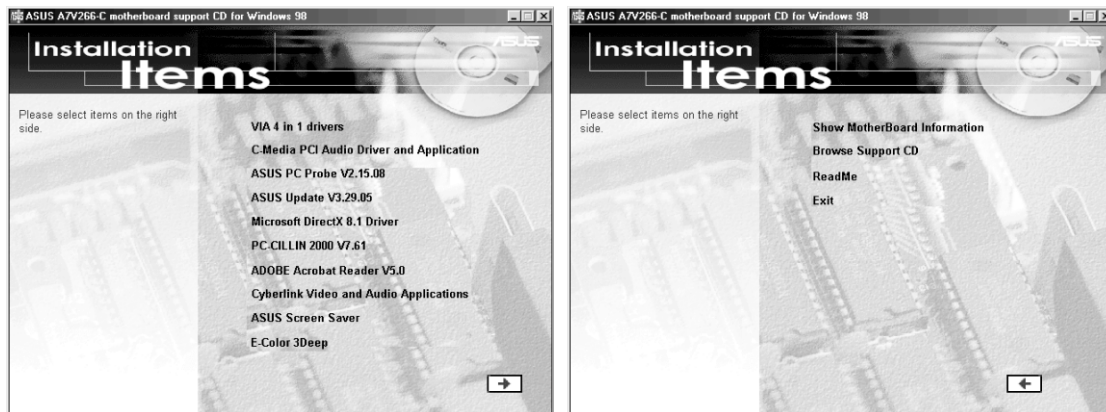 ASUS A7V266-C motherboard support CD for Windows 98
ASUS
Installation
Items
Please select items on the right
side.
VIA 4 in 1 drivers
C-Media PCI Audio Driver and Application
ASUS PC Probe V2.15.08
ASUS Update V3.29.05
Microsoft DirectX 8.1 Driver
PC-CILLIN 2000 V7.61
ADOBE Acrobat Reader V5.0
Cyberlink Video and Audio Applications
ASUS Screen Saver
E-Color 3Deep
ASUS A7V266-C motherboard support CD for Windows 98
ASUS
Installation
Items
Please select items on the right
side.
Show MotherBoard Information
Browse Support CD
ReadMe
Exit